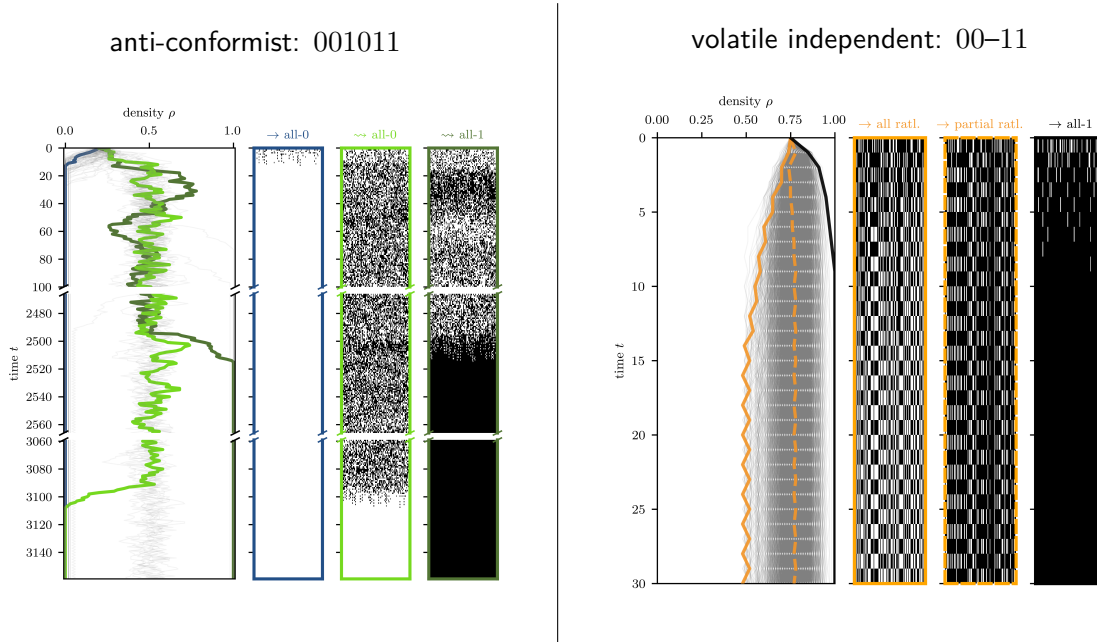 anti-conformist: 001011
density ρ
0.0 0.5 1.0
→ all-0
⇝ all-0
⇝ all-1
0
20
40
60
80
100
2480
2500
2520
2540
2560
3060
3080
3100
3120
3140
time t
volatile independent: 00–11
density ρ
0.00 0.25 0.50 0.75 1.00
→ all ratl.
→ partial ratl.
→ all-1
0
5
10
15
20
25
30
time t